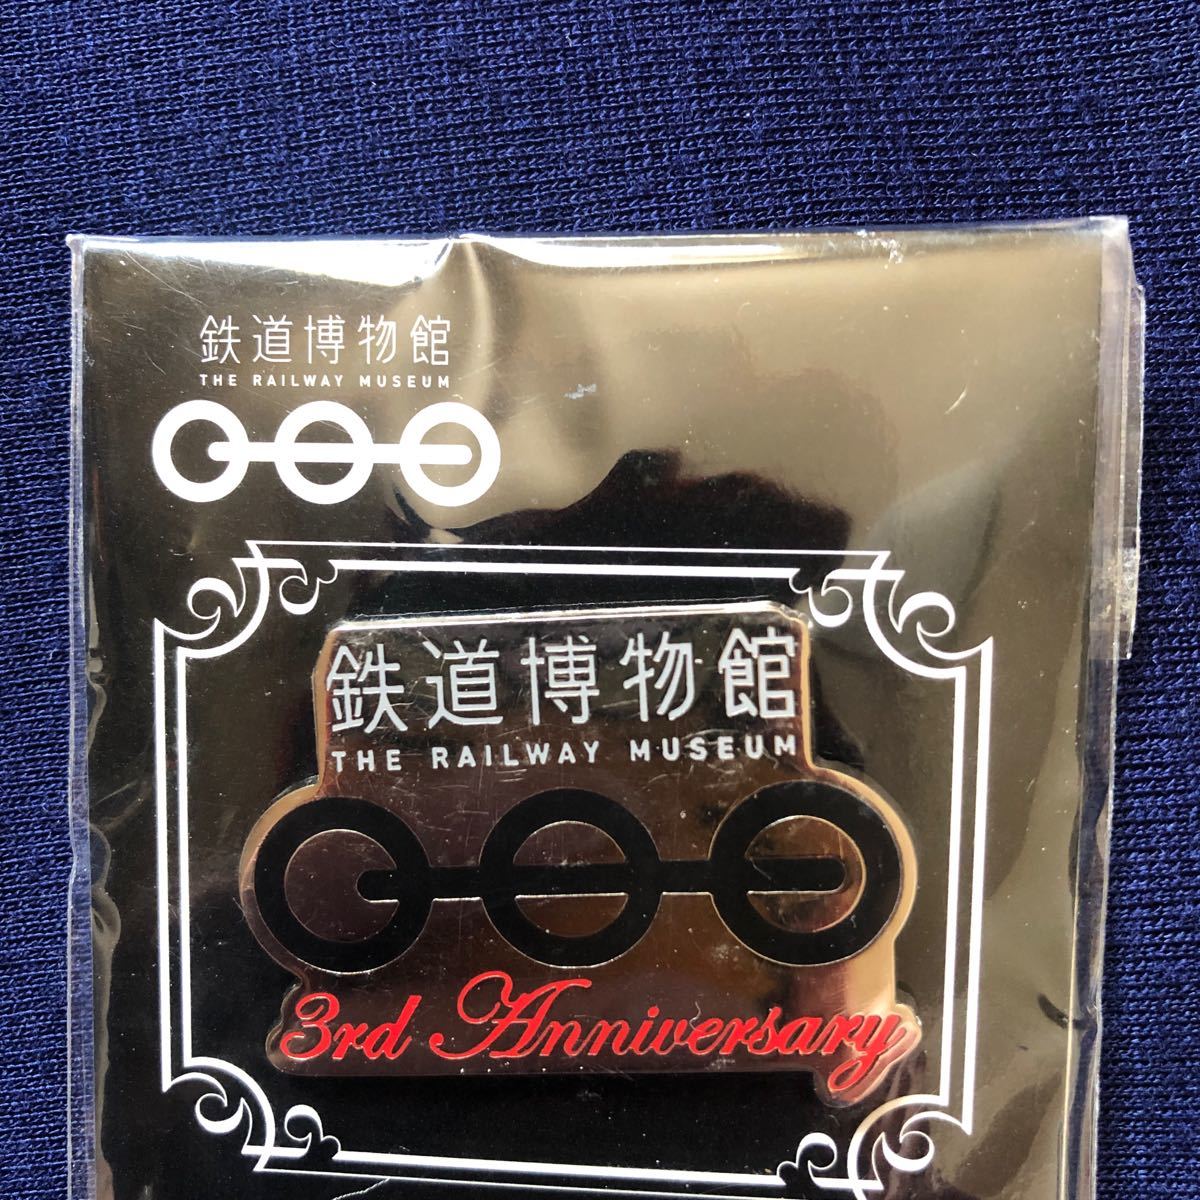 鉄道博物館
THE RAILWAY MUSEUM
鉄道博物館
THE RAILWAY MUSEUM
3rd Anniversary